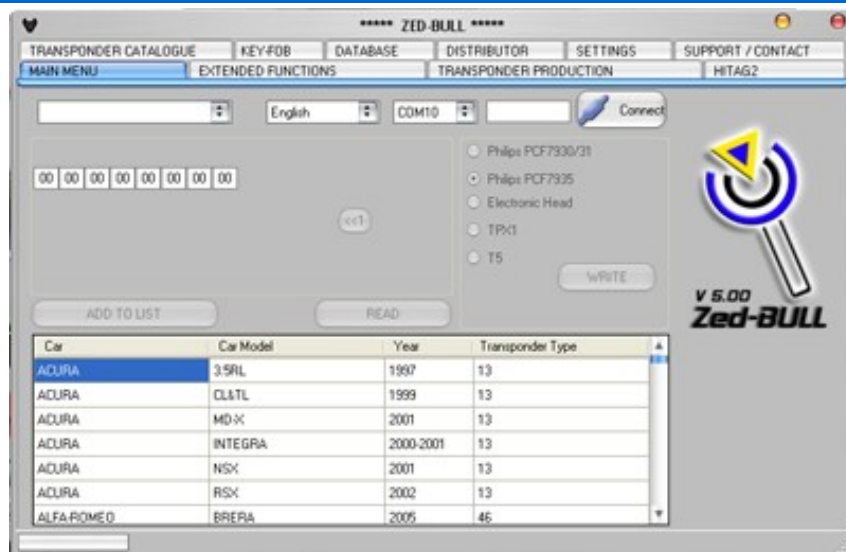 ***** ZED-BULL *****
TRANSPONDER CATALOGUE KEY-FOB DATABASE DISTRIBUTOR SETTINGS SUPPORT / CONTACT
MAIN MENU EXTENDED FUNCTIONS TRANSPONDER PRODUCTION HITAG2
English COM10 Connect
Philips PCF7930/31
00 00 00 00 00 00 00 00 Philips PCF7935
Electronic Head
<<1
TPX1
T5
WRITE
ADD TO LIST READ
V 5.00
Zed-BULL
Car Car Model Year Transponder Type
ACURA 3.5RL 1997 13
ACURA CL&TL 1999 13
ACURA MD-X 2001 13
ACURA INTEGRA 2000-2001 13
ACURA NSX 2001 13
ACURA RSX 2002 13
ALFA-ROMEO BRERA 2005 46